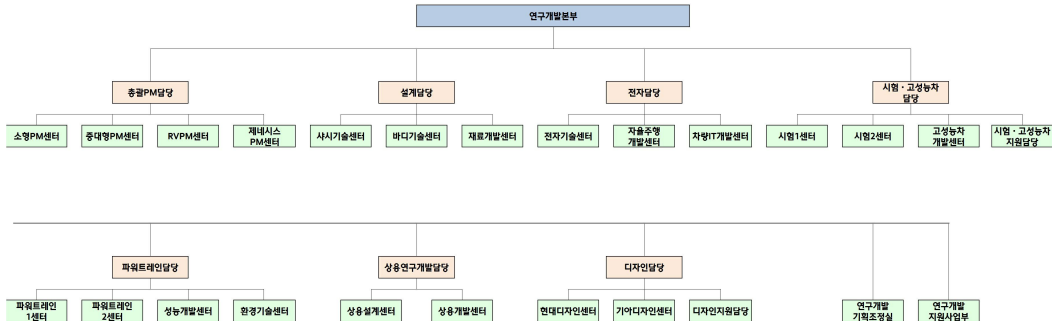 연구개발본부
총괄PM담당
설계담당
전자담당
시험 · 고성능차
담당
소형PM센터
중대형PM센터
RVPM센터
제네시스
PM센터
샤시기술센터
바디기술센터
재료개발센터
전자기술센터
자율주행
개발센터
차량IT개발센터
시험1센터
시험2센터
고성능차
개발센터
시험 · 고성능차
지원담당
파워트레인담당
상용연구개발담당
디자인담당
파워트레인
1센터
파워트레인
2센터
성능개발센터
환경기술센터
상용설계센터
상용개발센터
현대디자인센터
기아디자인센터
디자인지원담당
연구개발
기획조정실
연구개발
지원사업부